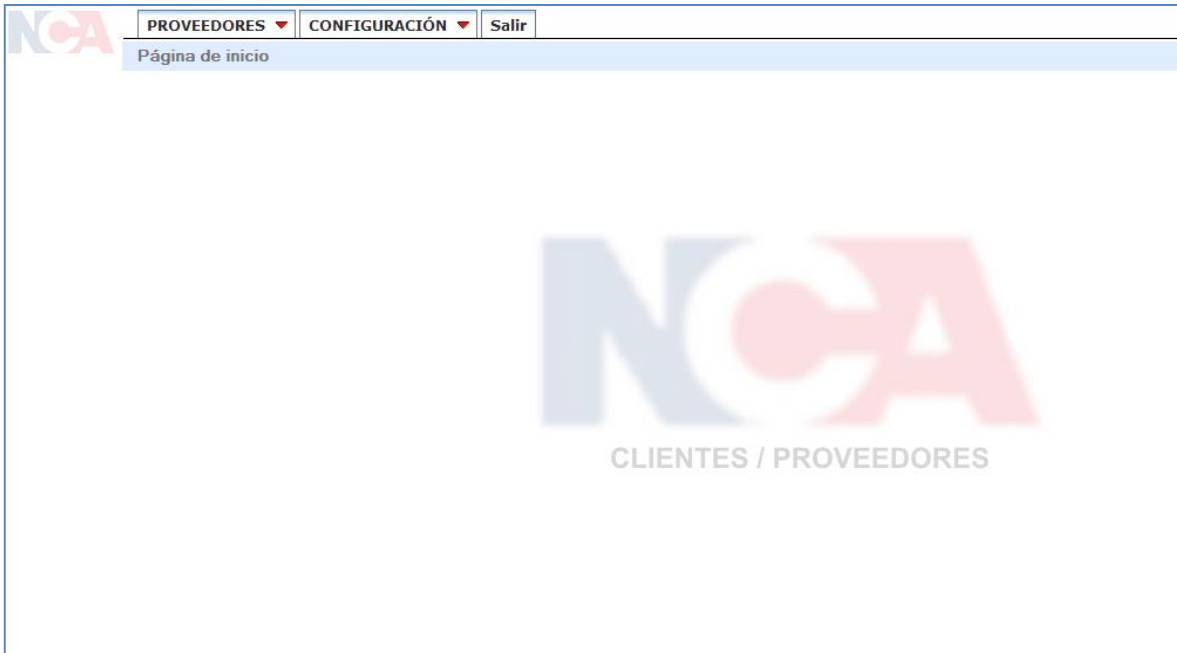 NCA
PROVEEDORES CONFIGURACIÓN Salir
Página de inicio
NCA
CLIENTES / PROVEEDORES